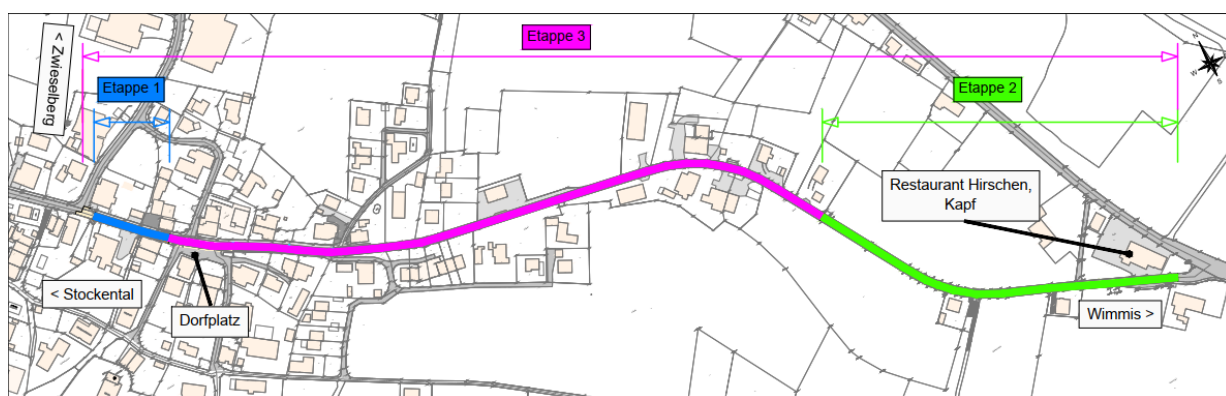 Etappe 3
< Zwieselberg
Etappe 1
Etappe 2
N
W
S
Restaurant Hirschen,
Kapf
< Stockental
Dorfplatz
Wimmis >